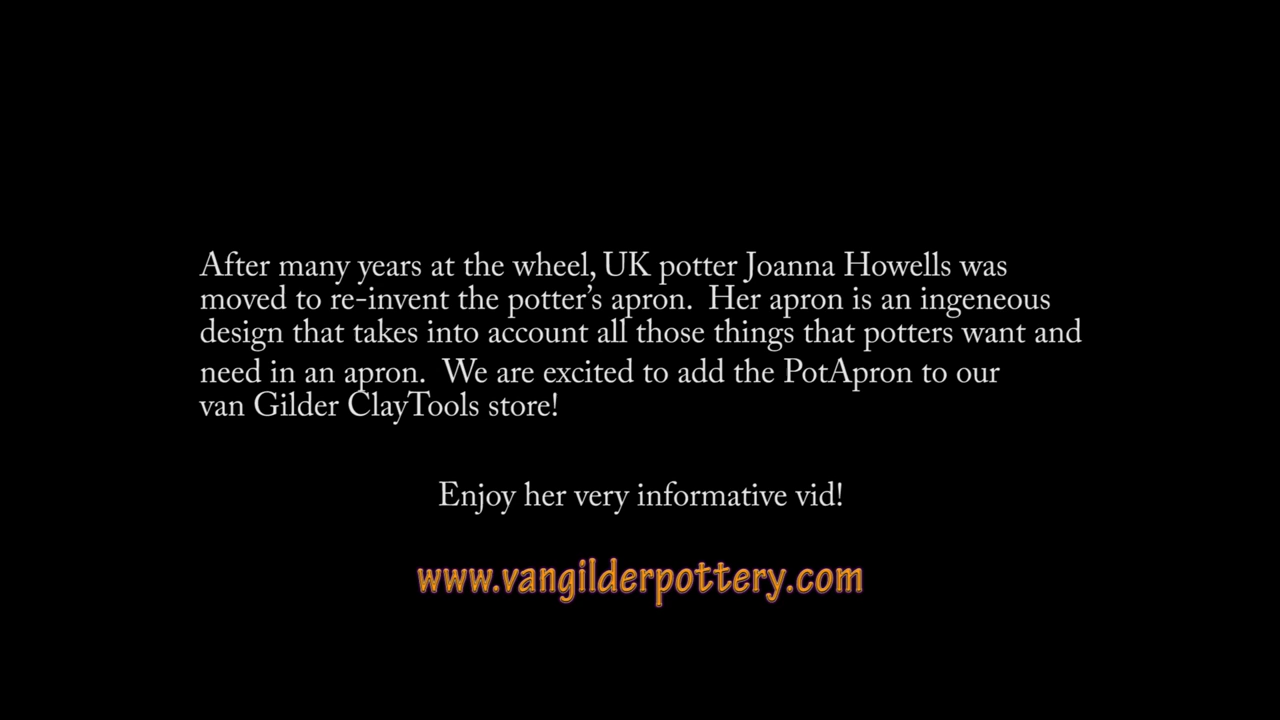 After many years at the wheel, UK potter Joanna Howells was
moved to re-invent the potter’s apron.  Her apron is an ingeneous
design that takes into account all those things that potters want and
need in an apron.  We are excited to add the PotApron to our
van Gilder ClayTools store!
Enjoy her very informative vid!
www.vangilderpottery.com